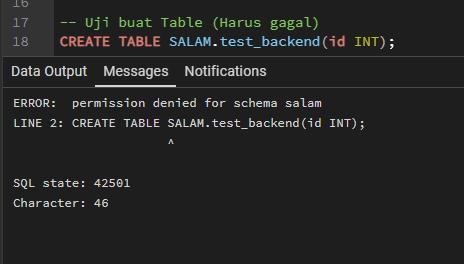 16
17 -- Uji buat Table (Harus gagal)
18 CREATE TABLE SALAM.test_backend(id INT);
Data Output Messages Notifications
ERROR:  permission denied for schema salam
LINE 2: CREATE TABLE SALAM.test_backend(id INT);
^
SQL state: 42501
Character: 46